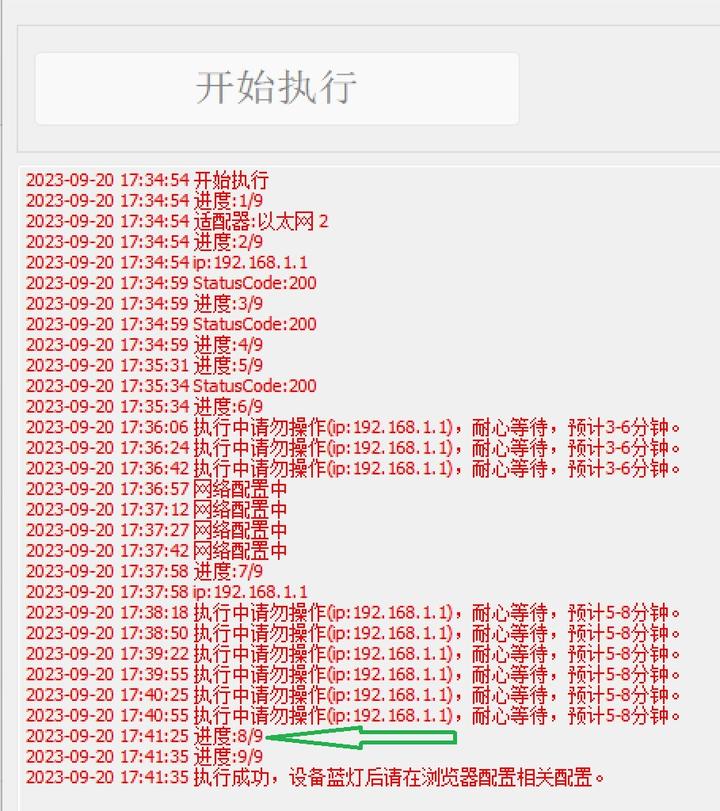 开始执行
2023-09-20 17:34:54 开始执行
2023-09-20 17:34:54 进度:1/9
2023-09-20 17:34:54 适配器:以太网 2
2023-09-20 17:34:54 进度:2/9
2023-09-20 17:34:54 ip:192.168.1.1
2023-09-20 17:34:59 StatusCode:200
2023-09-20 17:34:59 进度:3/9
2023-09-20 17:34:59 StatusCode:200
2023-09-20 17:34:59 进度:4/9
2023-09-20 17:35:31 进度:5/9
2023-09-20 17:35:34 StatusCode:200
2023-09-20 17:35:34 进度:6/9
2023-09-20 17:36:06 执行中请勿操作(ip:192.168.1.1)，耐心等待，预计3-6分钟。
2023-09-20 17:36:24 执行中请勿操作(ip:192.168.1.1)，耐心等待，预计3-6分钟。
2023-09-20 17:36:42 执行中请勿操作(ip:192.168.1.1)，耐心等待，预计3-6分钟。
2023-09-20 17:36:57 网络配置中
2023-09-20 17:37:12 网络配置中
2023-09-20 17:37:27 网络配置中
2023-09-20 17:37:42 网络配置中
2023-09-20 17:37:58 进度:7/9
2023-09-20 17:37:58 ip:192.168.1.1
2023-09-20 17:38:18 执行中请勿操作(ip:192.168.1.1)，耐心等待，预计5-8分钟。
2023-09-20 17:38:50 执行中请勿操作(ip:192.168.1.1)，耐心等待，预计5-8分钟。
2023-09-20 17:39:22 执行中请勿操作(ip:192.168.1.1)，耐心等待，预计5-8分钟。
2023-09-20 17:39:55 执行中请勿操作(ip:192.168.1.1)，耐心等待，预计5-8分钟。
2023-09-20 17:40:25 执行中请勿操作(ip:192.168.1.1)，耐心等待，预计5-8分钟。
2023-09-20 17:40:55 执行中请勿操作(ip:192.168.1.1)，耐心等待，预计5-8分钟。
2023-09-20 17:41:25 进度:8/9
2023-09-20 17:41:35 进度:9/9
2023-09-20 17:41:35 执行成功，设备蓝灯后请在浏览器配置相关配置。